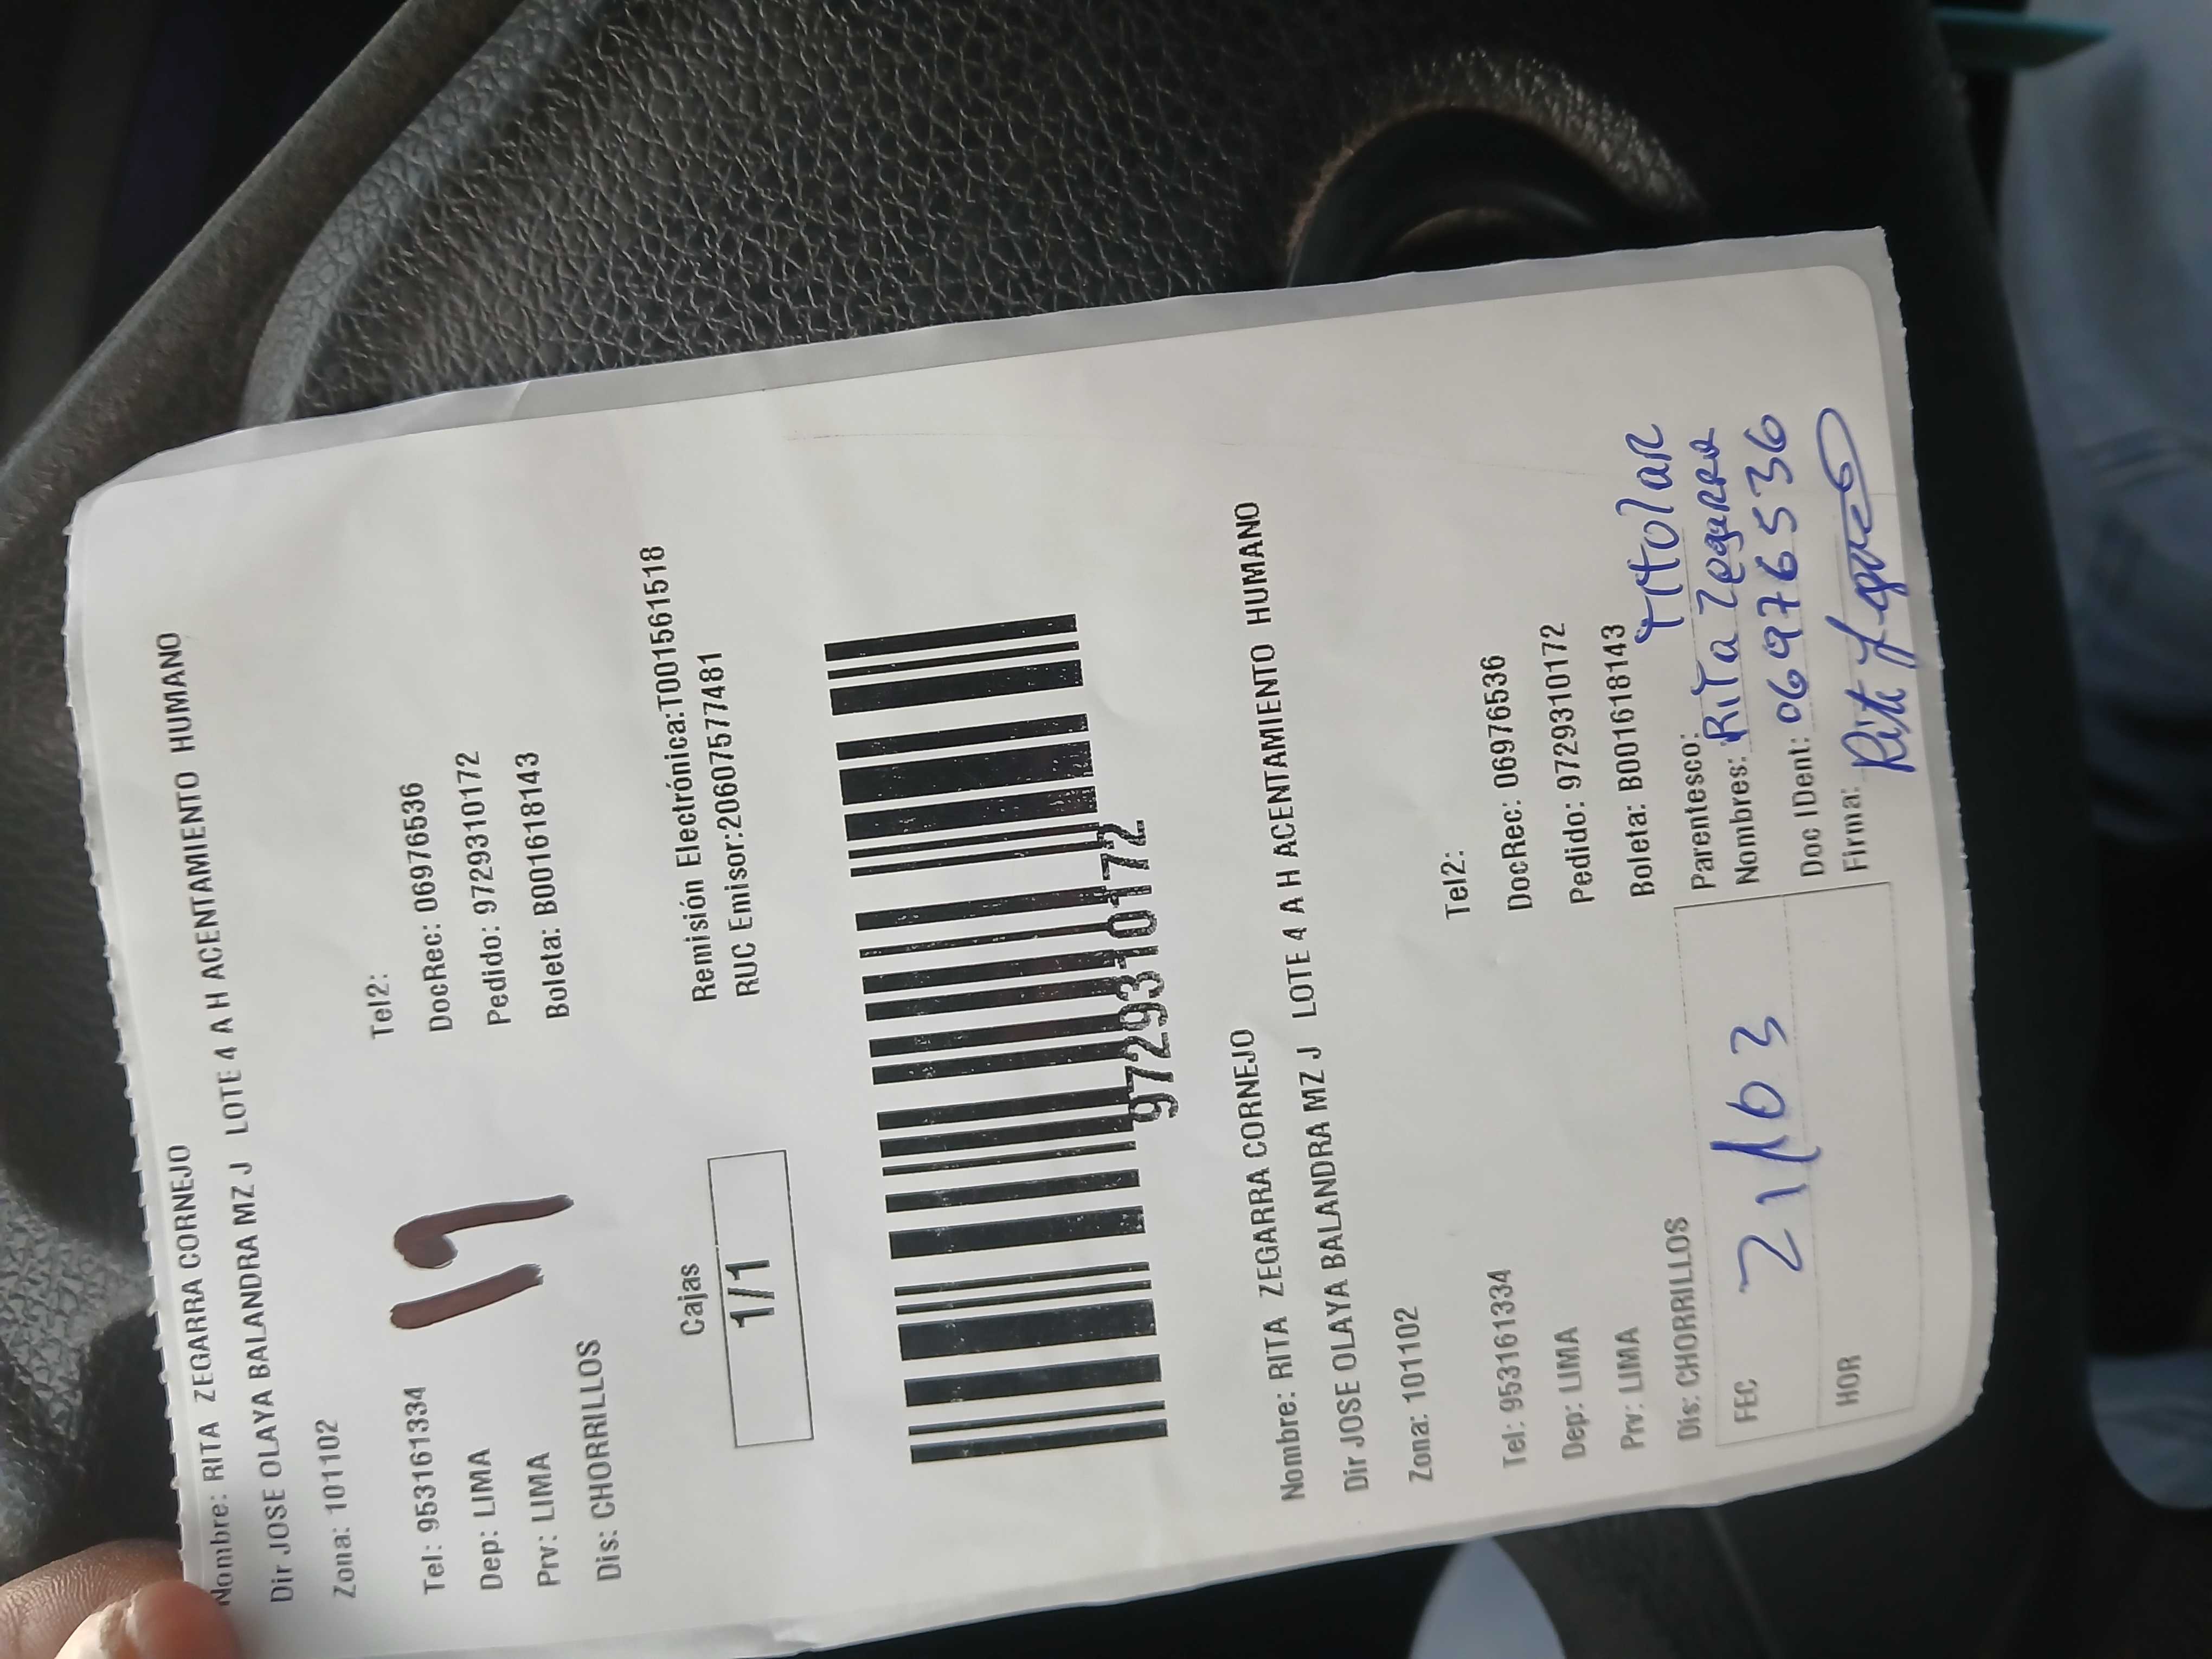 Nombre: RITA ZEGARRA CORNEJO
Dir JOSE OLAYA BALANDRA MZ J LOTE 4 A H ACENTAMIENTO HUMANO
Zona: 101102
Tel: 953161334 Tel2:
Dep: LIMA DocRec: 06976536
Prv: LIMA Pedido: 9729310172
Dis: CHORRILLOS Boleta: B001618143
19
Cajas
1/1
Remisión Electrónica:T001561518
RUC Emisor:20607577481
9729310172
Nombre: RITA ZEGARRA CORNEJO
Dir JOSE OLAYA BALANDRA MZ J LOTE 4 A H ACENTAMIENTO HUMANO
Zona: 101102
Tel: 953161334 Tel2:
Dep: LIMA DocRec: 06976536
Prv: LIMA Pedido: 9729310172
Dis: CHORRILLOS Boleta: B001618143
FEC 21/03
HOR
Parentesco: Titolar
Nombres: Rita Zegarra
Doc IDent: 06976536
Firma: Rita